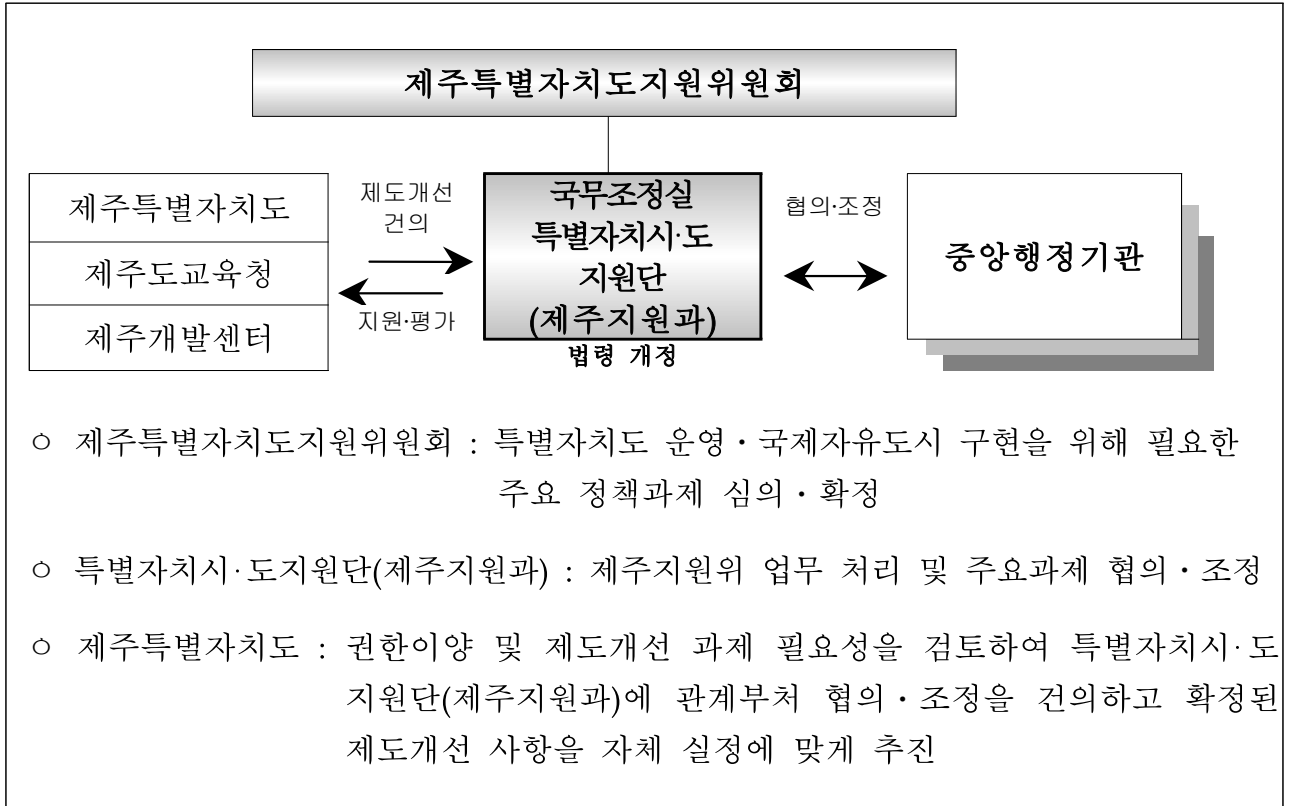 제주특별자치도지원위원회
제주특별자치도
제주도교육청
제주개발센터
제도개선
건의
지원·평가
국무조정실
특별자치시·도
지원단
(제주지원과)
법령 개정
협의·조정
중앙행정기관
ㅇ 제주특별자치도지원위원회 : 특별자치도 운영·국제자유도시 구현을 위해 필요한
주요 정책과제 심의·확정
ㅇ 특별자치시·도지원단(제주지원과) : 제주지원위 업무 처리 및 주요과제 협의·조정
ㅇ 제주특별자치도 : 권한이양 및 제도개선 과제 필요성을 검토하여 특별자치시·도
지원단(제주지원과)에 관계부처 협의·조정을 건의하고 확정된
제도개선 사항을 자체 실정에 맞게 추진